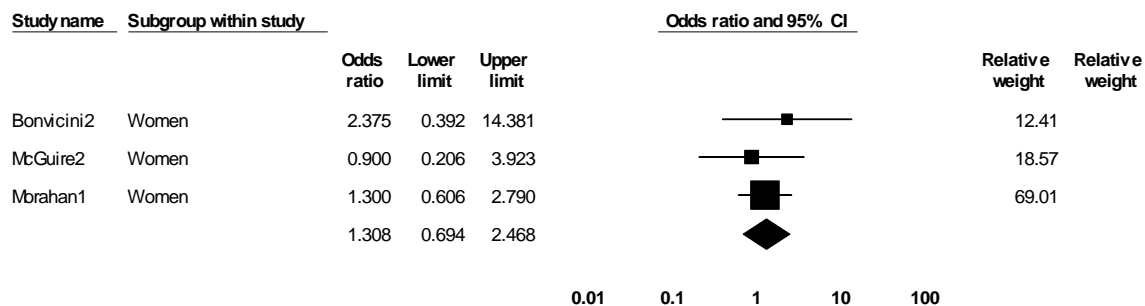 Study name Subgroup within study Odds ratio and 95% CI
Odds Lower Upper Relative Relative
ratio limit limit weight weight
Bonvicini2 Women 2.375 0.392 14.381 12.41
McGuire2 Women 0.900 0.206 3.923 18.57
Morahan1 Women 1.300 0.606 2.790 69.01
1.308 0.694 2.468
0.01 0.1 1 10 100